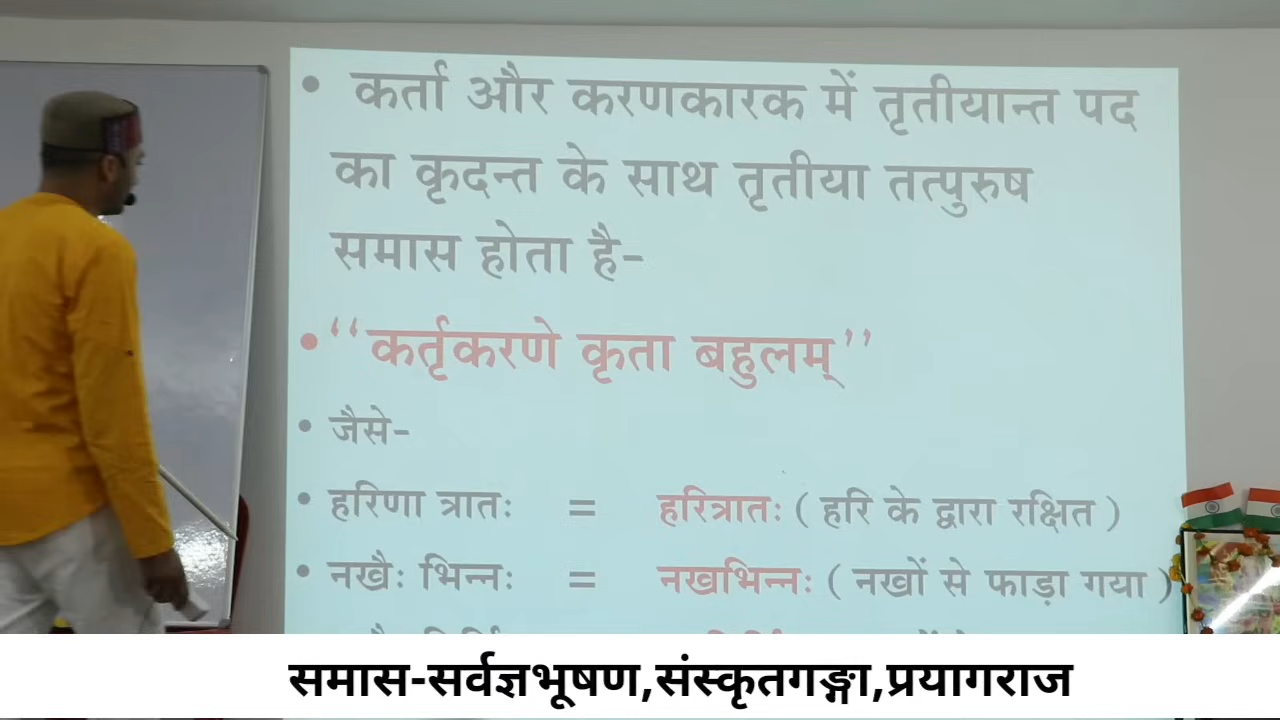 • कर्ता और करणकारक में तृतीयान्त पद
का कृदन्त के साथ तृतीया तत्पुरुष
समास होता है-
• ‘‘कर्तृकरणे कृता बहुलम्’’
• जैसे-
• हरिणा त्रातः = हरित्रातः ( हरि के द्वारा रक्षित )
• नखैः भिन्नः = नखभिन्नः ( नखों से फाड़ा गया )
समास-सर्वज्ञभूषण,संस्कृतगङ्गा,प्रयागराज